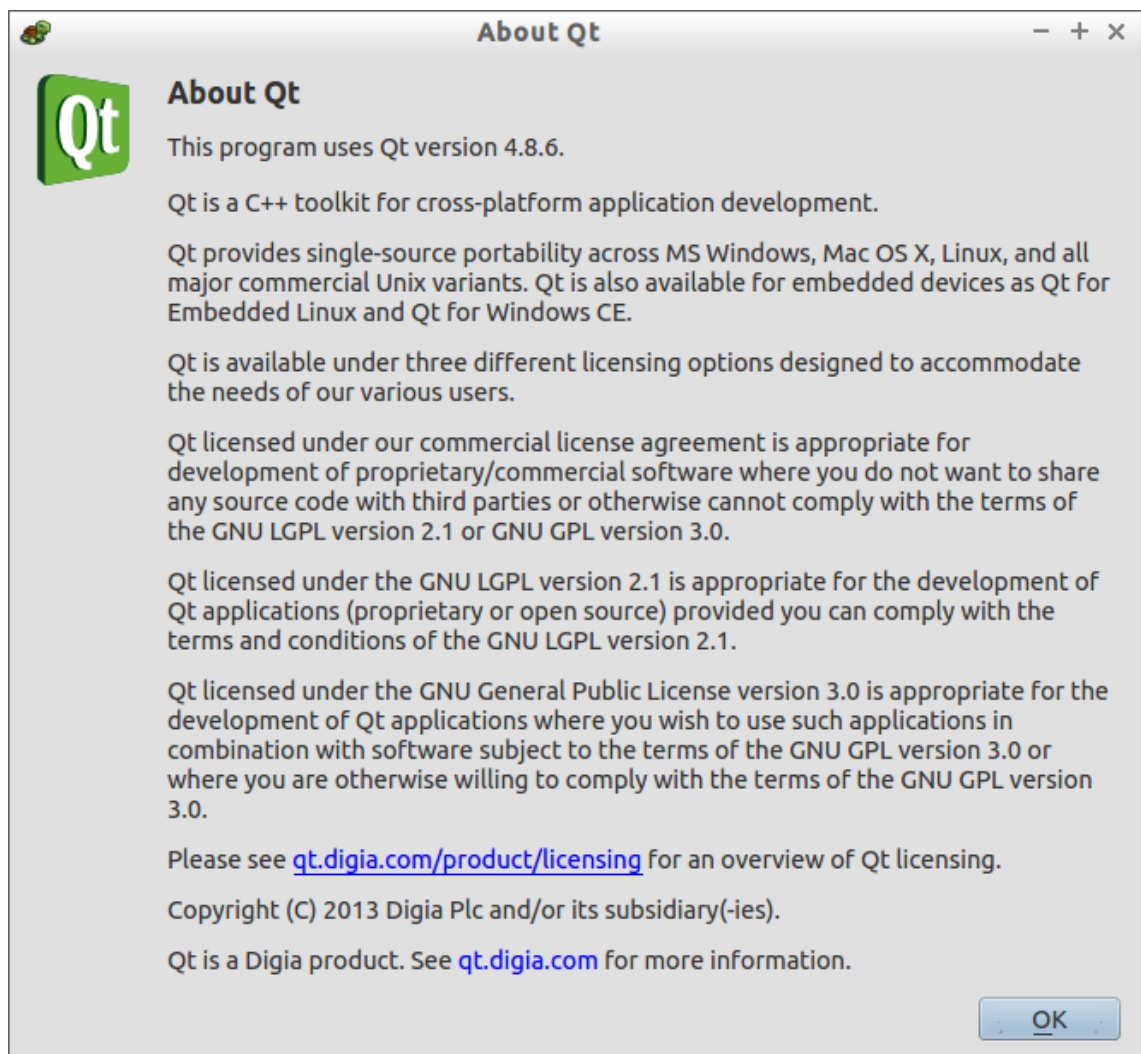 About Qt
Qt
About Qt
This program uses Qt version 4.8.6.
Qt is a C++ toolkit for cross-platform application development.
Qt provides single-source portability across MS Windows, Mac OS X, Linux, and all
major commercial Unix variants. Qt is also available for embedded devices as Qt for
Embedded Linux and Qt for Windows CE.
Qt is available under three different licensing options designed to accommodate
the needs of our various users.
Qt licensed under our commercial license agreement is appropriate for
development of proprietary/commercial software where you do not want to share
any source code with third parties or otherwise cannot comply with the terms of
the GNU LGPL version 2.1 or GNU GPL version 3.0.
Qt licensed under the GNU LGPL version 2.1 is appropriate for the development of
Qt applications (proprietary or open source) provided you can comply with the
terms and conditions of the GNU LGPL version 2.1.
Qt licensed under the GNU General Public License version 3.0 is appropriate for the
development of Qt applications where you wish to use such applications in
combination with software subject to the terms of the GNU GPL version 3.0 or
where you are otherwise willing to comply with the terms of the GNU GPL version
3.0.
Please see qt.digia.com/product/licensing for an overview of Qt licensing.
Copyright (C) 2013 Digia Plc and/or its subsidiary(-ies).
Qt is a Digia product. See qt.digia.com for more information.
OK